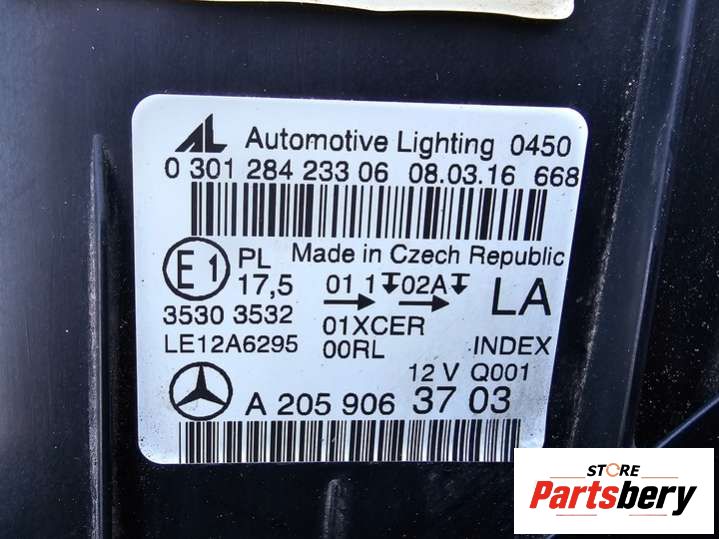 AL Automotive Lighting 0450
0 301 284 233 06 08.03.16 668
E1 PL Made in Czech Republic
17,5 01 1 02A LA
3530 3532 01XCER
LE12A6295 00RL INDEX
12 V Q001
A 205 906 37 03
STORE
Partsbery